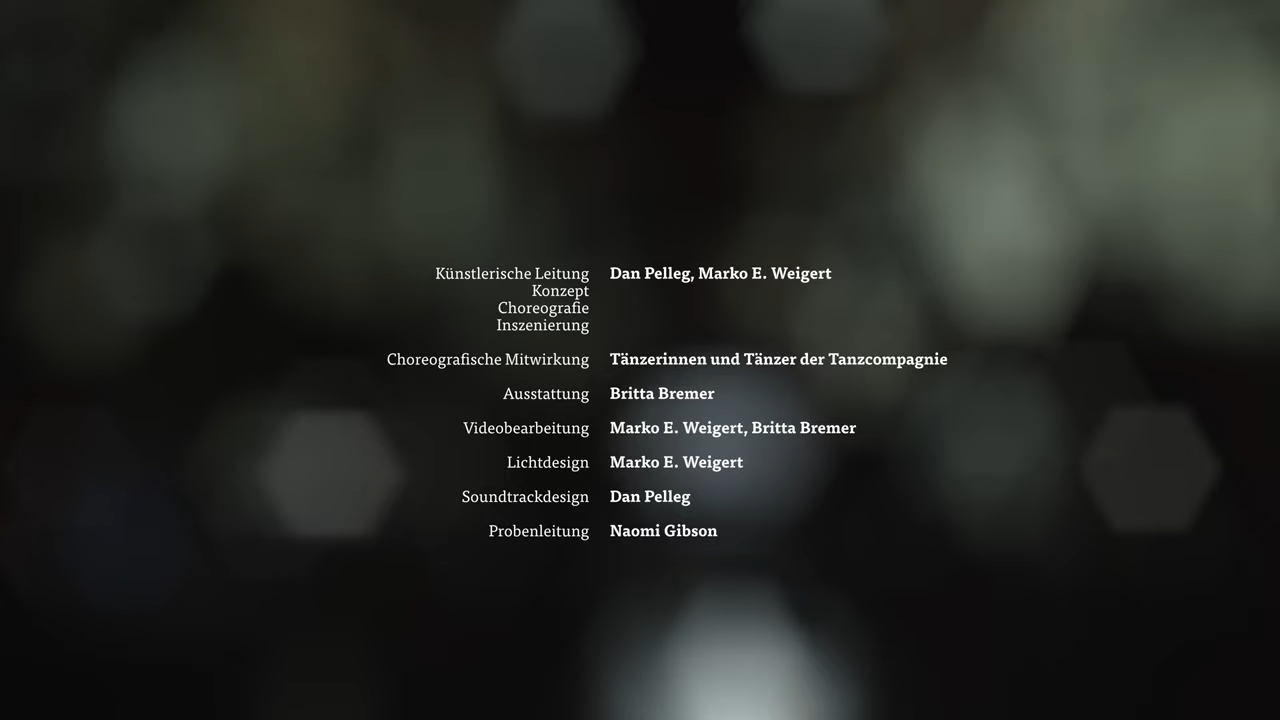 Künstlerische Leitung Dan Pelleg, Marko E. Weigert
Konzept
Choreografie
Inszenierung
Choreografische Mitwirkung Tänzerinnen und Tänzer der Tanzcompagnie
Ausstattung Britta Bremer
Videobearbeitung Marko E. Weigert, Britta Bremer
Lichtdesign Marko E. Weigert
Soundtrackdesign Dan Pelleg
Probenleitung Naomi Gibson